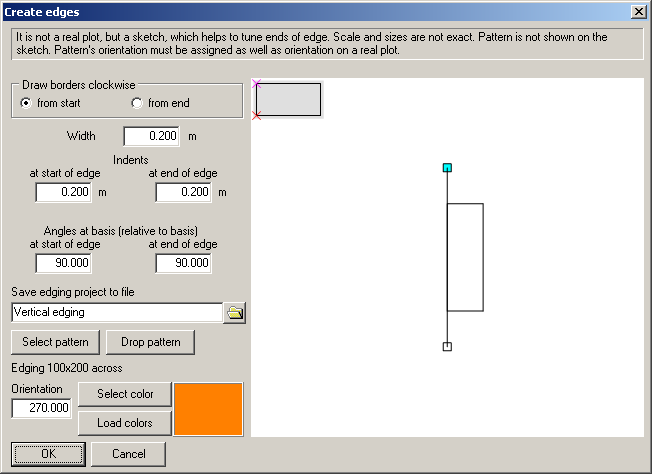 Create edges
It is not a real plot, but a sketch, which helps to tune ends of edge. Scale and sizes are not exact. Pattern is not shown on the
sketch. Pattern's orientation must be assigned as well as orientation on a real plot.
Draw borders clockwise
from start from end
Width 0.200 m
Indents
at start of edge at end of edge
0.200 m 0.200 m
Angles at basis (relative to basis)
at start of edge at end of edge
90.000 90.000
Save edging project to file
Vertical edging
Select pattern Drop pattern
Edging 100x200 across
Orientation Select color
270.000
Load colors
OK Cancel